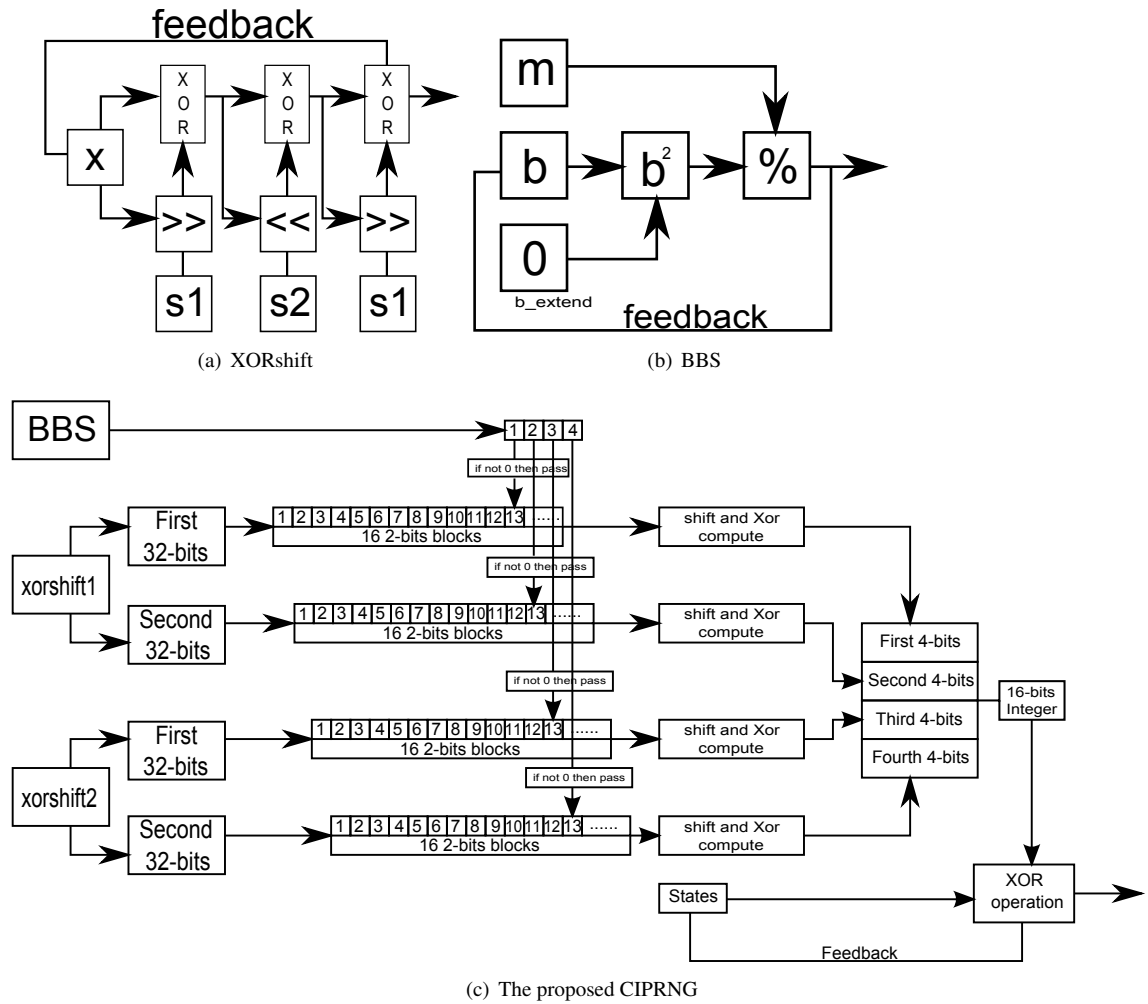 feedback
X O R
X O R
X O R
x
>>
<<
>>
s1
s2
s1
(a) XORshift
m
b
b²
%
0
b_extend
feedback
(b) BBS
BBS
1 2 3 4
if not 0 then pass
xorshift1
First 32-bits
1 2 3 4 5 6 7 8 9 10 11 12 13 ......
16 2-bits blocks
shift and Xor compute
if not 0 then pass
Second 32-bits
1 2 3 4 5 6 7 8 9 10 11 12 13 ......
16 2-bits blocks
shift and Xor compute
if not 0 then pass
xorshift2
First 32-bits
1 2 3 4 5 6 7 8 9 10 11 12 13 ......
16 2-bits blocks
shift and Xor compute
if not 0 then pass
Second 32-bits
1 2 3 4 5 6 7 8 9 10 11 12 13 ......
16 2-bits blocks
shift and Xor compute
First 4-bits
Second 4-bits
Third 4-bits
Fourth 4-bits
16-bits
Integer
States
XOR
operation
Feedback
(c) The proposed CIPRNG